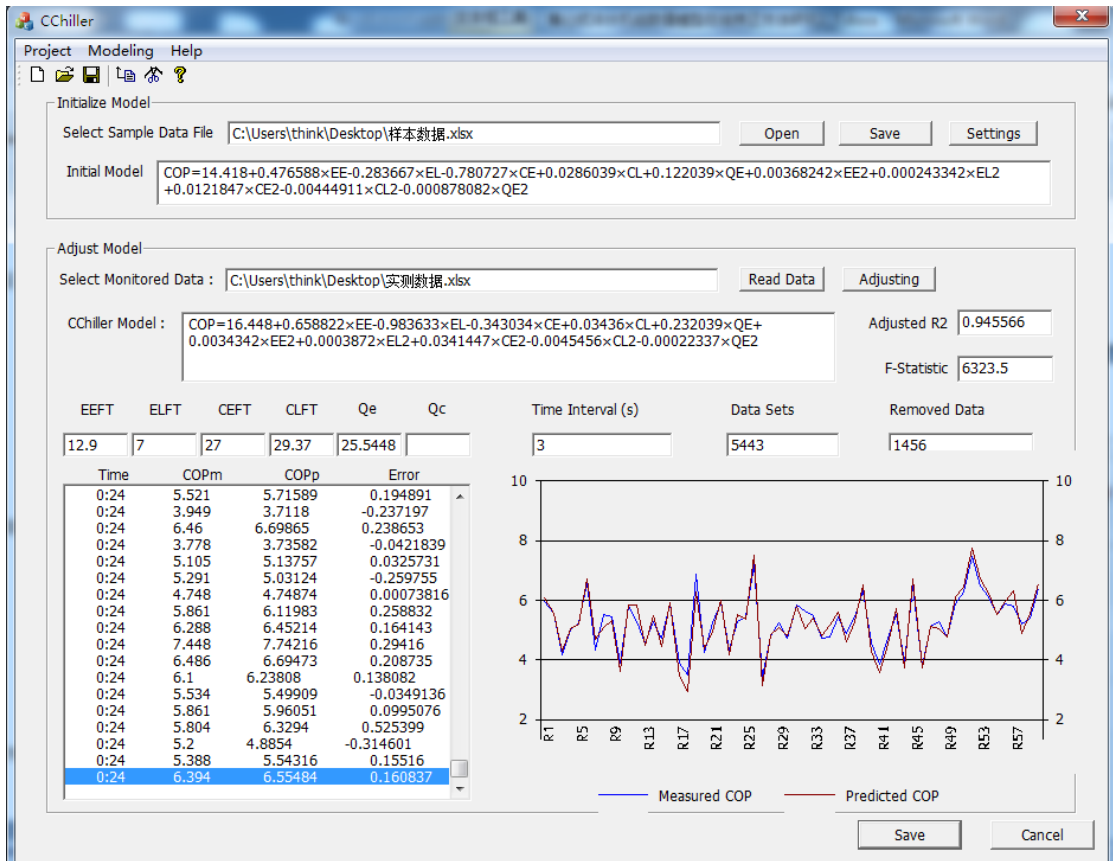 CChiller
Project Modeling Help
Initialize Model
Select Sample Data File C:\Users\think\Desktop\样本数据.xlsx Open Save Settings
Initial Model COP=14.418+0.476588×EE-0.283667×EL-0.780727×CE+0.0286039×CL+0.122039×QE+0.00368242×EE2+0.000243342×EL2
+0.0121847×CE2-0.00444911×CL2-0.000878082×QE2
Adjust Model
Select Monitored Data : C:\Users\think\Desktop\实测数据.xlsx Read Data Adjusting
CChiller Model : COP=16.448+0.658822×EE-0.983633×EL-0.343034×CE+0.03436×CL+0.232039×QE+
0.0034342×EE2+0.0003872×EL2+0.0341447×CE2-0.0045456×CL2-0.00022337×QE2
Adjusted R2 0.945566
F-Statistic 6323.5
EEFT ELFT CEFT CLFT Qe Qc Time Interval (s) Data Sets Removed Data
12.9 7 27 29.37 25.5448 3 5443 1456
Time COPm COPp Error
0:24 5.521 5.71589 0.194891
0:24 3.949 3.7118 -0.237197
0:24 6.46 6.69865 0.238653
0:24 3.778 3.73582 -0.0421839
0:24 5.105 5.13757 0.0325731
0:24 5.291 5.03124 -0.259755
0:24 4.748 4.74874 0.00073816
0:24 5.861 6.11983 0.258832
0:24 6.288 6.45214 0.164143
0:24 7.448 7.74216 0.29416
0:24 6.486 6.69473 0.208735
0:24 6.1 6.23808 0.138082
0:24 5.534 5.49909 -0.0349136
0:24 5.861 5.96051 0.0995076
0:24 5.804 6.3294 0.525399
0:24 5.2 4.8854 -0.314601
0:24 5.388 5.54316 0.15516
0:24 6.394 6.55484 0.160837
10 10
8 8
6 6
4 4
2 2
R1 R5 R9 R13 R17 R21 R25 R29 R33 R37 R41 R45 R49 R53 R57
Measured COP Predicted COP
Save Cancel